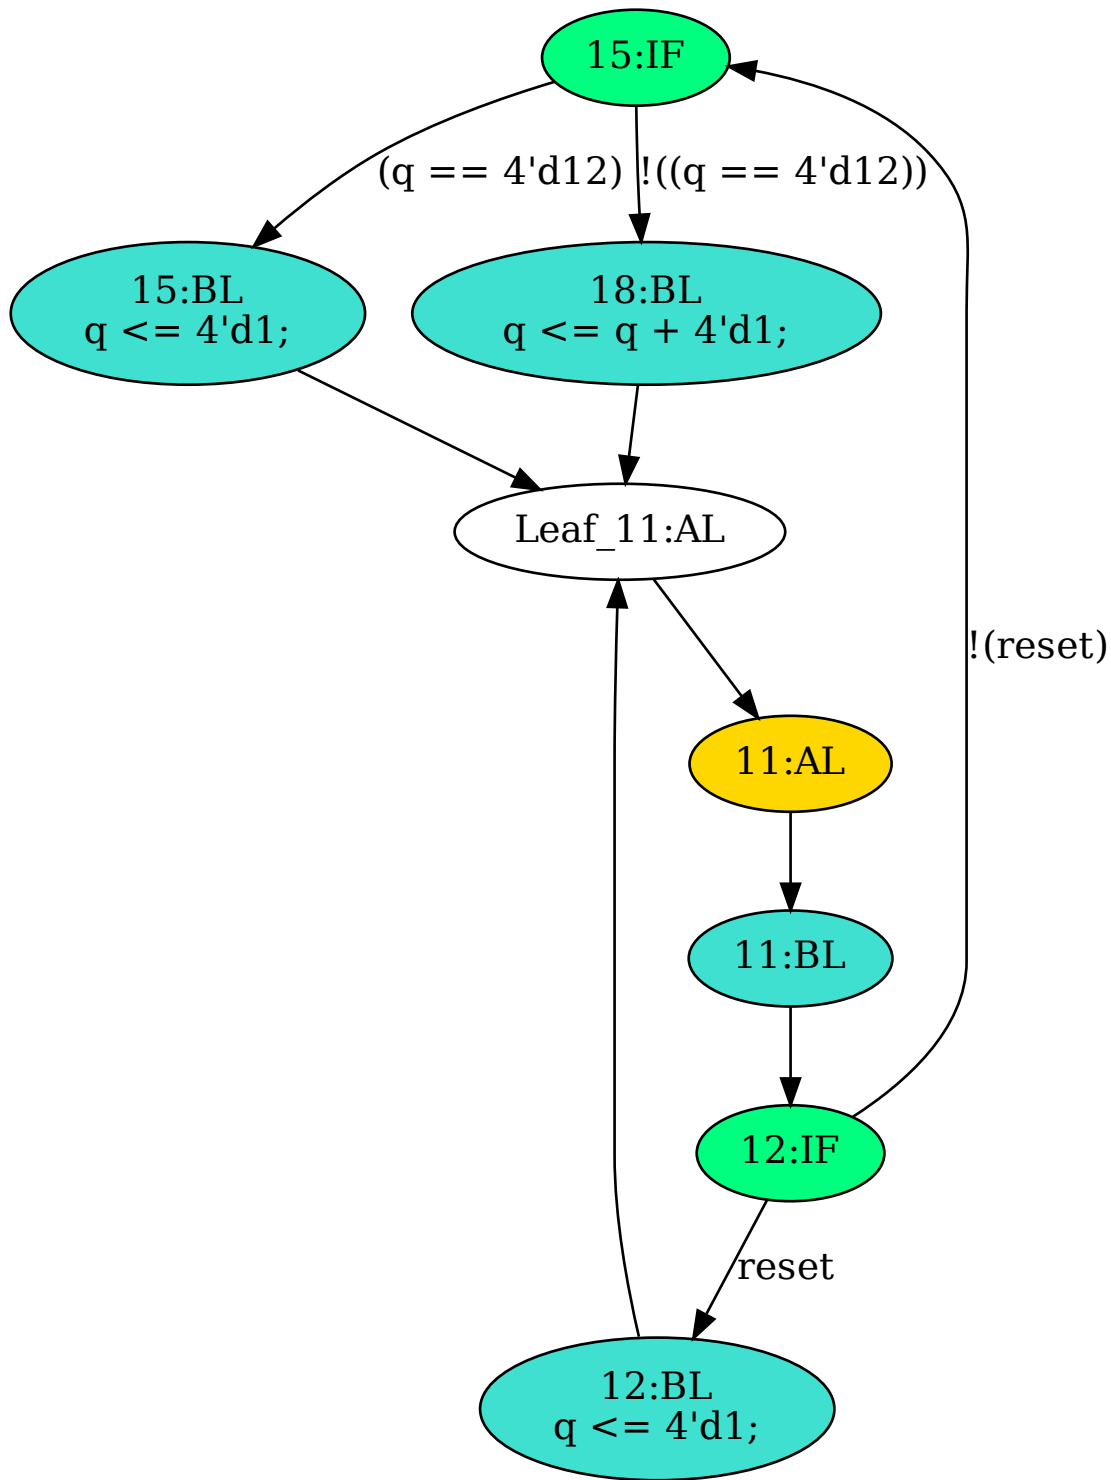 15:IF
(q == 4'd12)
!((q == 4'd12))
15:BL
q <= 4'd1;
18:BL
q <= q + 4'd1;
Leaf_11:AL
!(reset)
11:AL
11:BL
12:IF
reset
12:BL
q <= 4'd1;